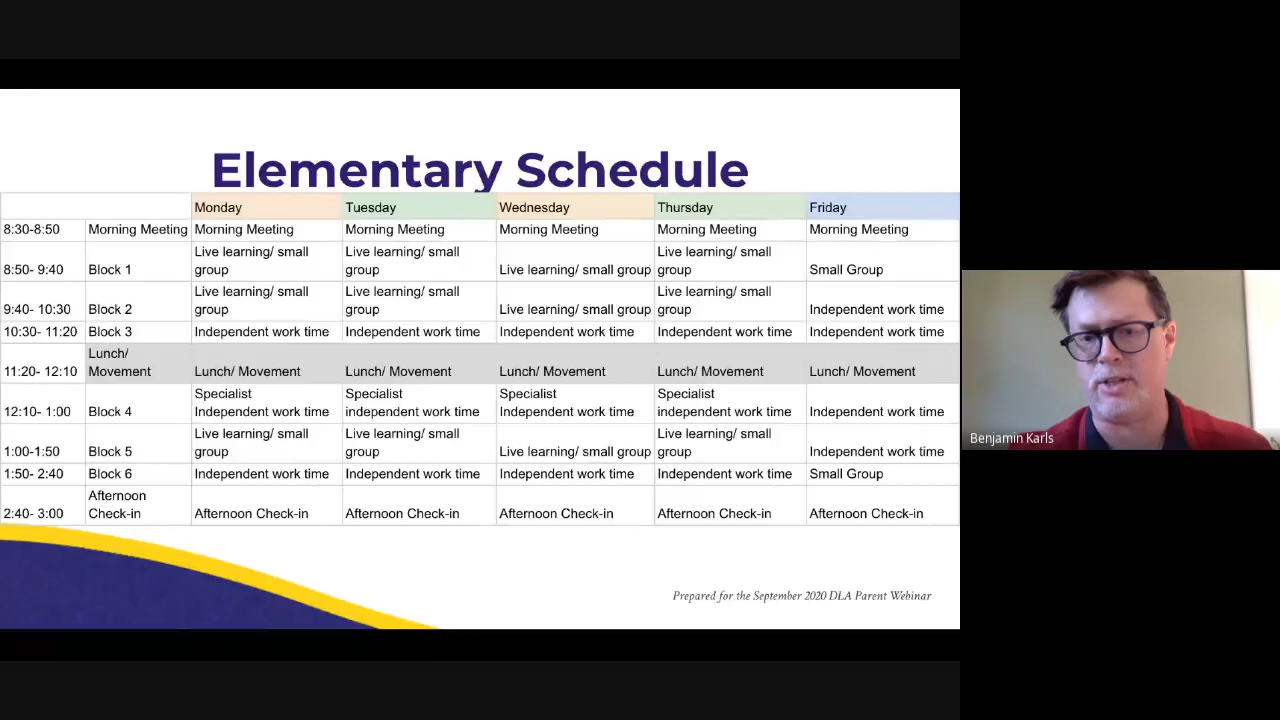 Elementary Schedule
Monday Tuesday Wednesday Thursday Friday
8:30-8:50 Morning Meeting Morning Meeting Morning Meeting Morning Meeting Morning Meeting Morning Meeting
Live learning/ small Live learning/ small Live learning/ small
8:50- 9:40 Block 1 group group Live learning/ small group group Small Group
Live learning/ small Live learning/ small Live learning/ small
9:40- 10:30 Block 2 group group Live learning/ small group group Independent work time
10:30- 11:20 Block 3 Independent work time Independent work time Independent work time Independent work time Independent work time
Lunch/
11:20- 12:10 Movement Lunch/ Movement Lunch/ Movement Lunch/ Movement Lunch/ Movement Lunch/ Movement
Specialist Specialist Specialist Specialist
12:10- 1:00 Block 4 Independent work time independent work time Independent work time independent work time Independent work time
Live learning/ small Live learning/ small Live learning/ small
1:00-1:50 Block 5 group group Live learning/ small group group Independent work time
1:50- 2:40 Block 6 Independent work time Independent work time Independent work time Independent work time Small Group
Afternoon
2:40- 3:00 Check-in Afternoon Check-in Afternoon Check-in Afternoon Check-in Afternoon Check-in Afternoon Check-in
Prepared for the September 2020 DLA Parent Webinar
Benjamin Karls